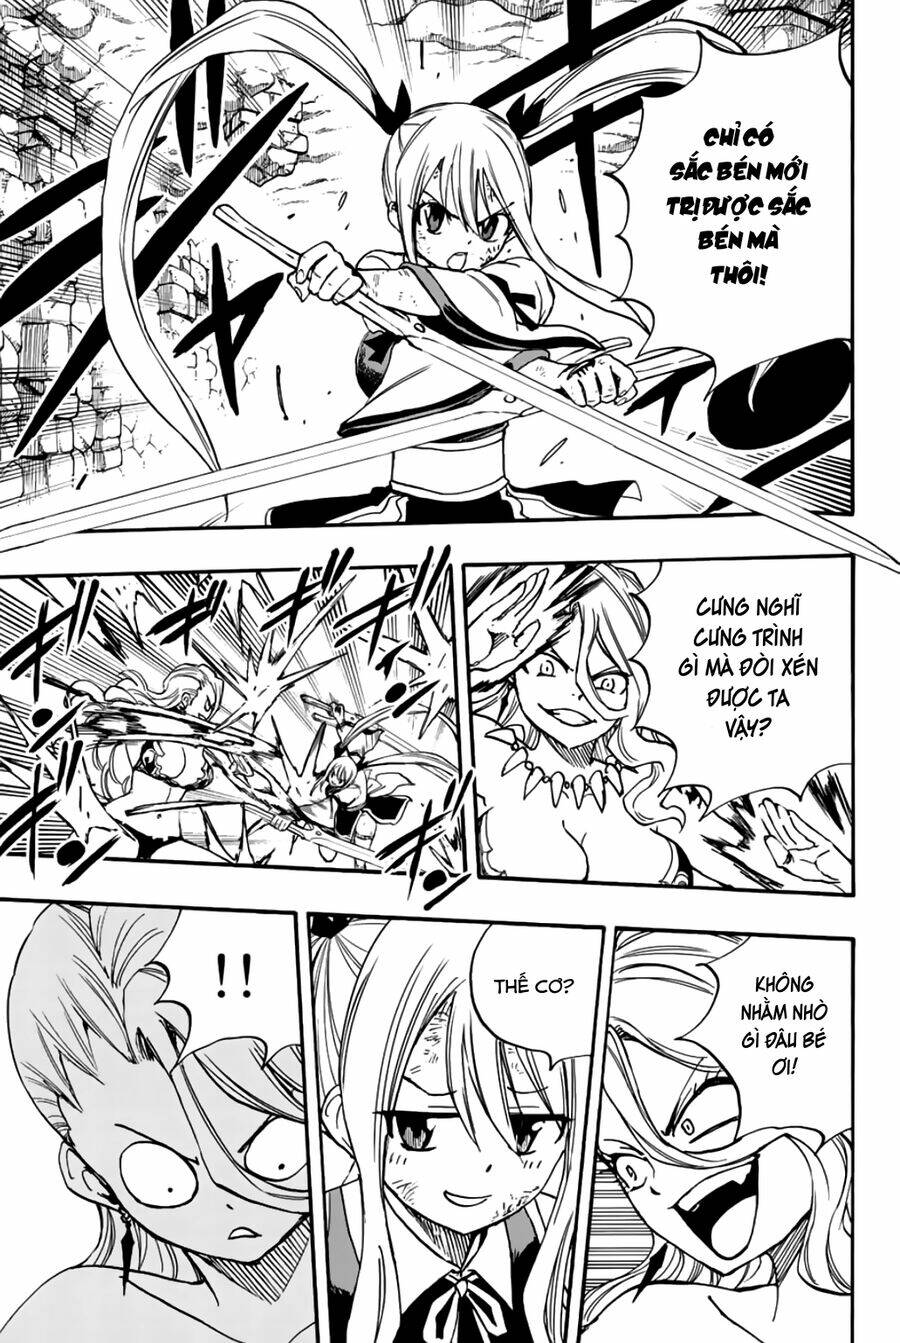 CHỈ CÓ
SẮC BÉN MỚI
TRỊ ĐƯỢC SẮC
BÉN MÀ
THÔI!
CƯNG NGHĨ
CƯNG TRÌNH
GÌ MÀ ĐÒI XÉN
ĐƯỢC TA
VẬY?
KHÔNG
NHẰM NHÒ
GÌ ĐÂU BÉ
ƠI!
THẾ CƠ?
!!